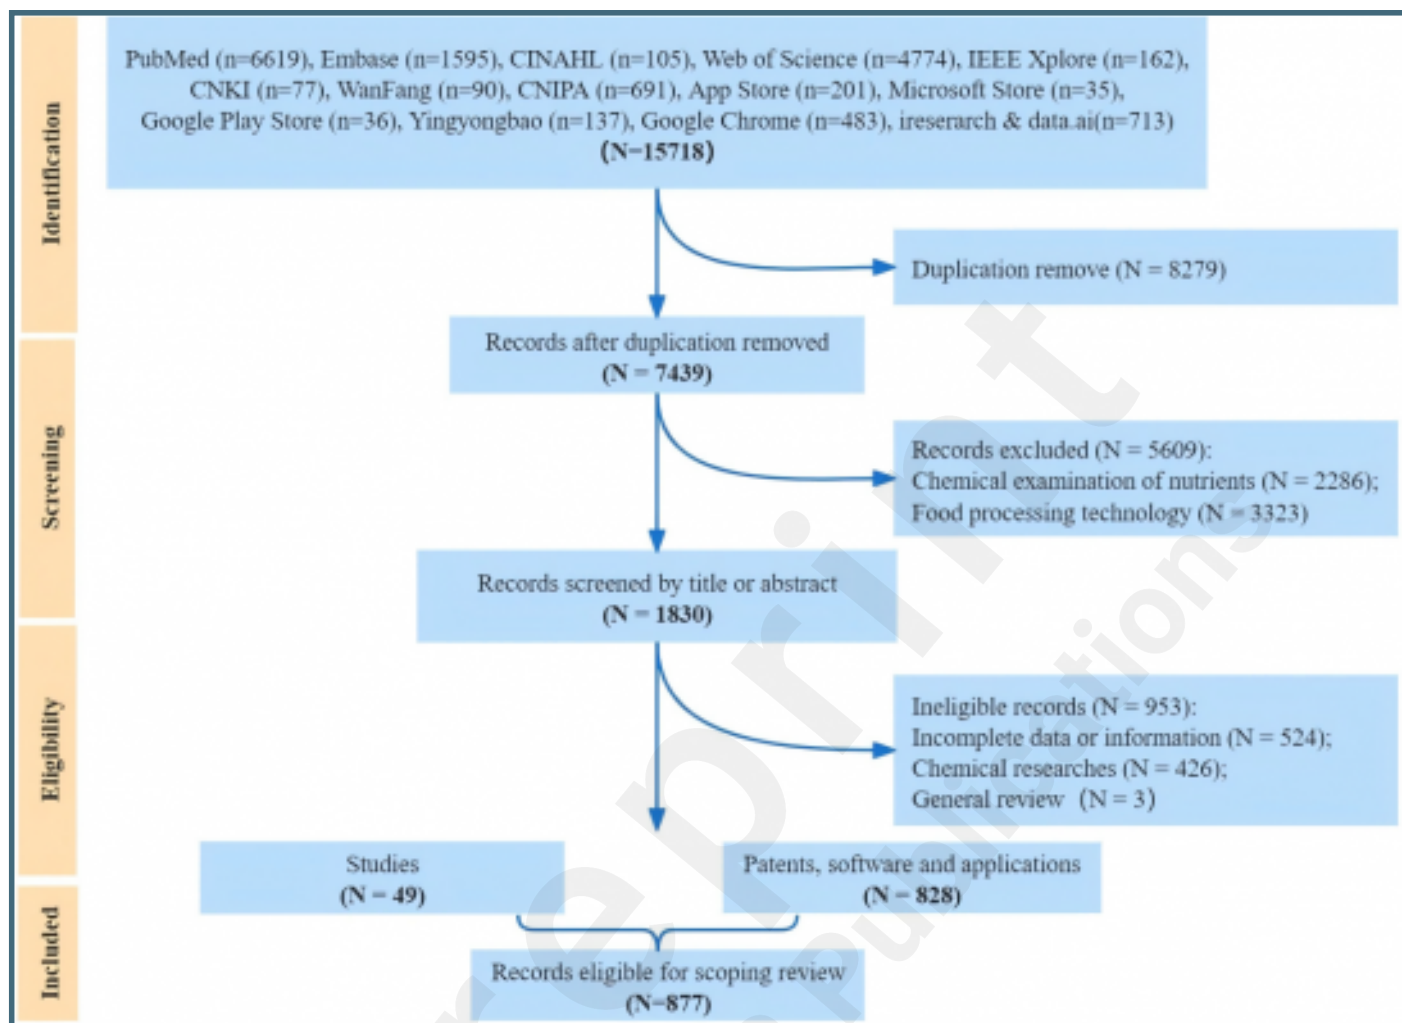 Identification
PubMed (n=6619), Embase (n=1595), CINAHL (n=105), Web of Science (n=4774), IEEE Xplore (n=162),
CNKI (n=77), WanFang (n=90), CNIPA (n=691), App Store (n=201), Microsoft Store (n=35),
Google Play Store (n=36), Yingyongbao (n=137), Google Chrome (n=483), ireserarch & data.ai(n=713)
(N=15718)
Duplication remove (N = 8279)
Records after duplication removed
(N = 7439)
Screening
Records excluded (N = 5609):
Chemical examination of nutrients (N = 2286);
Food processing technology (N = 3323)
Records screened by title or abstract
(N = 1830)
Eligibility
Ineligible records (N = 953):
Incomplete data or information (N = 524);
Chemical researches (N = 426);
General review (N = 3)
Studies
(N = 49)
Patents, software and applications
(N = 828)
Included
Records eligible for scoping review
(N=877)
reprint
Publications